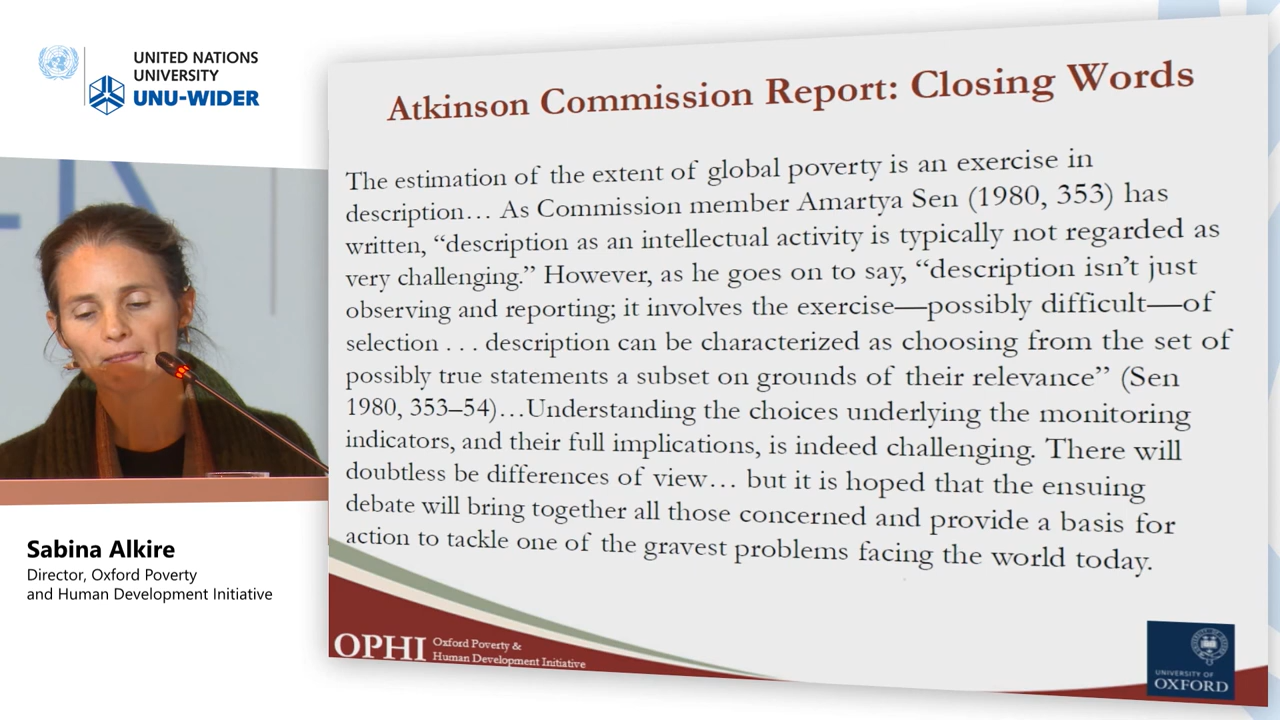 UNITED NATIONS
UNIVERSITY
UNU-WIDER
Atkinson Commission Report: Closing Words
The estimation of the extent of global poverty is an exercise in
description… As Commission member Amartya Sen (1980, 353) has
written, “description as an intellectual activity is typically not regarded as
very challenging.” However, as he goes on to say, “description isn’t just
observing and reporting; it involves the exercise—possibly difficult—of
selection . . . description can be characterized as choosing from the set of
possibly true statements a subset on grounds of their relevance” (Sen
1980, 353–54)…Understanding the choices underlying the monitoring
indicators, and their full implications, is indeed challenging. There will
doubtless be differences of view… but it is hoped that the ensuing
debate will bring together all those concerned and provide a basis for
action to tackle one of the gravest problems facing the world today.
Sabina Alkire
Director, Oxford Poverty
and Human Development Initiative
OPHI
Oxford Poverty &
Human Development Initiative
UNIVERSITY OF
OXFORD